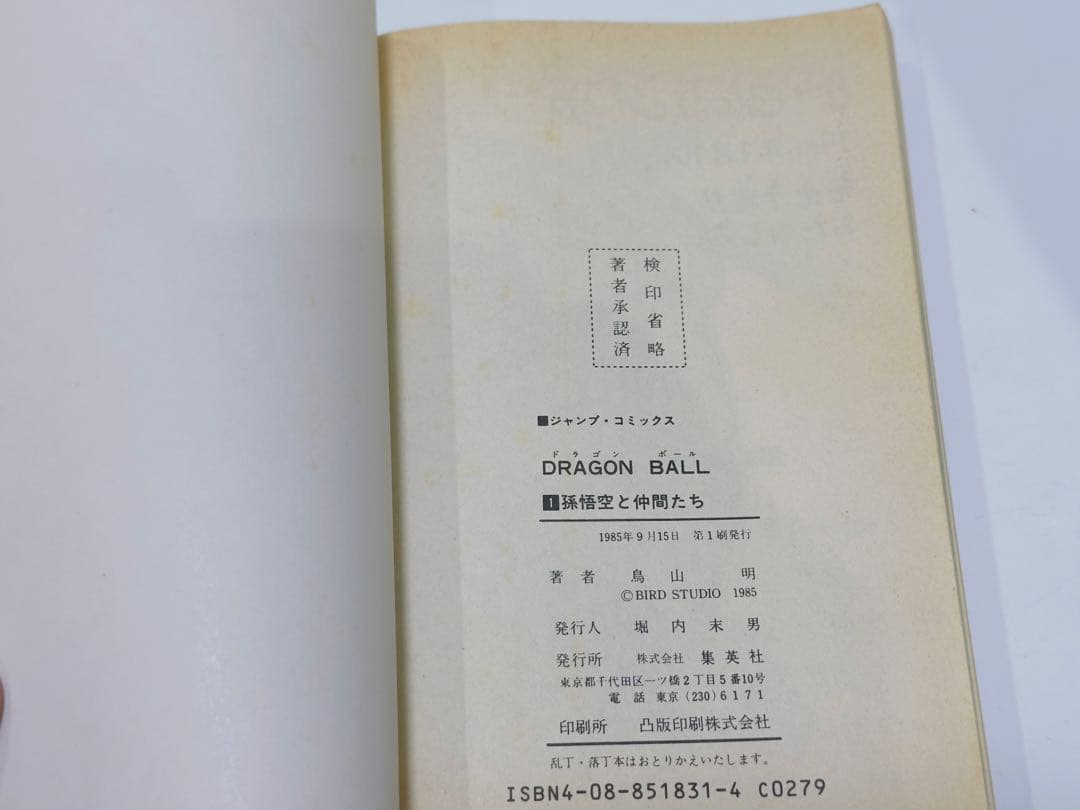 検印省略
著者承認済
■ジャンプ・コミックス
ドラゴン ボール
DRAGON BALL
1孫悟空と仲間たち
1985年9月15日 第1刷発行
著者 鳥山 明
©BIRD STUDIO 1985
発行人 堀内末男
発行所 株式会社 集英社
東京都千代田区一ツ橋2丁目5番10号
電話 東京(230)6171
印刷所 凸版印刷株式会社
乱丁・落丁本はおとりかえいたします。
ISBN4-08-851831-4 C0279